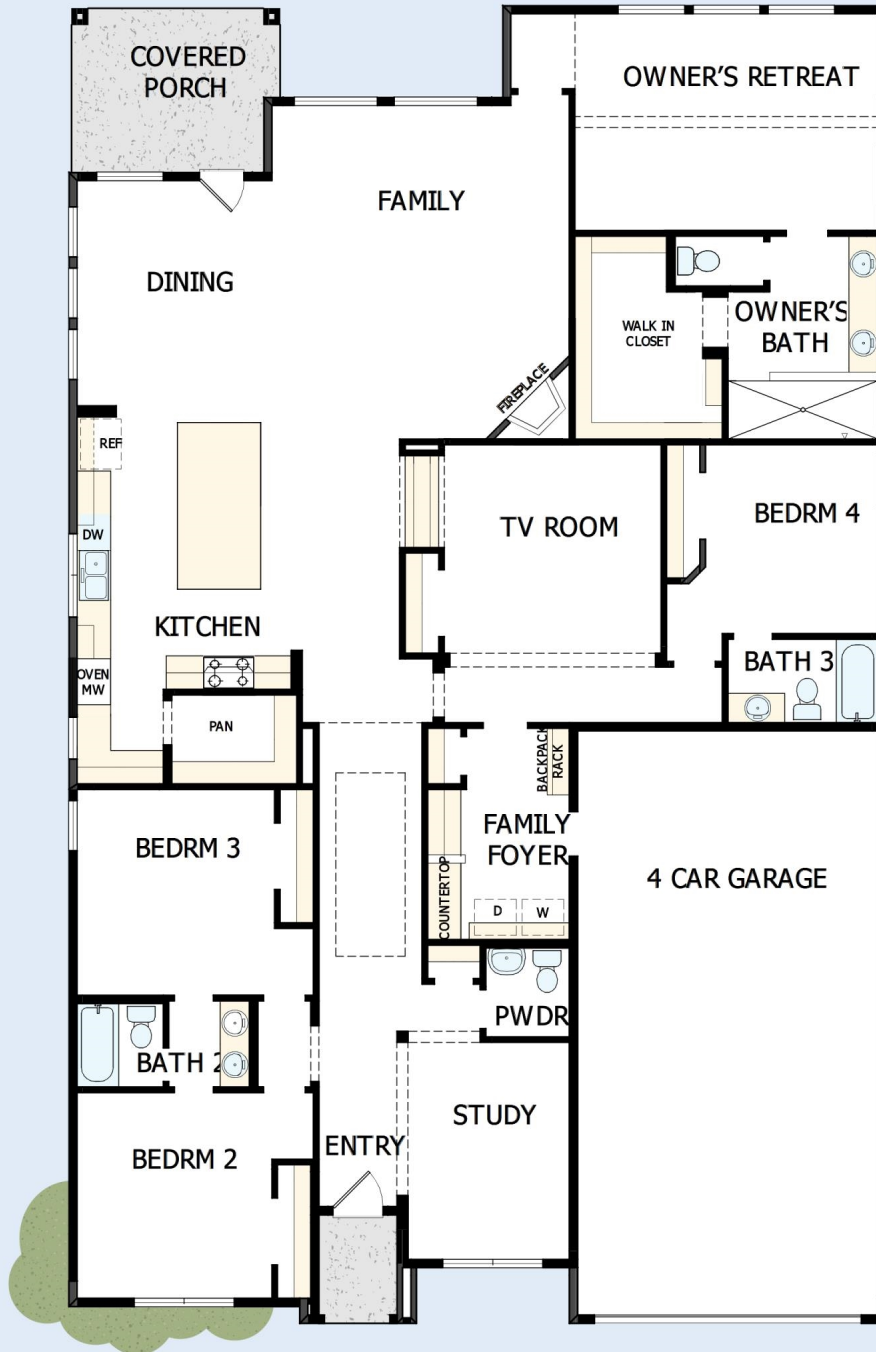 COVERED
PORCH
OWNER'S RETREAT
FAMILY
DINING
WALK IN
CLOSET
OWNER'S
BATH
FIREPLACE
REF
DW
TV ROOM
BEDRM 4
KITCHEN
OVEN
MW
PAN
BATH 3
BACKPACK
RACK
BEDRM 3
FAMILY
FOYER
COUNTERTOP
D
W
4 CAR GARAGE
PWDR
BATH 2
STUDY
ENTRY
BEDRM 2